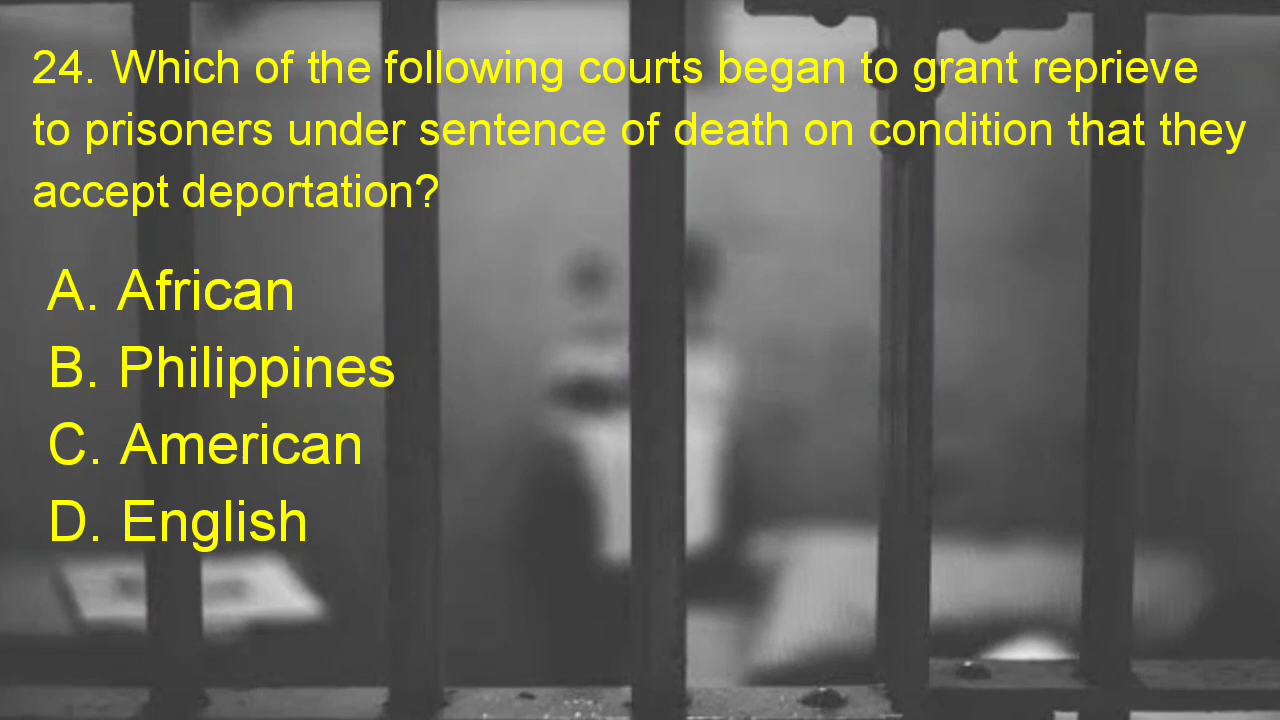 24. Which of the following courts began to grant reprieve
to prisoners under sentence of death on condition that they
accept deportation?
A. African
B. Philippines
C. American
D. English